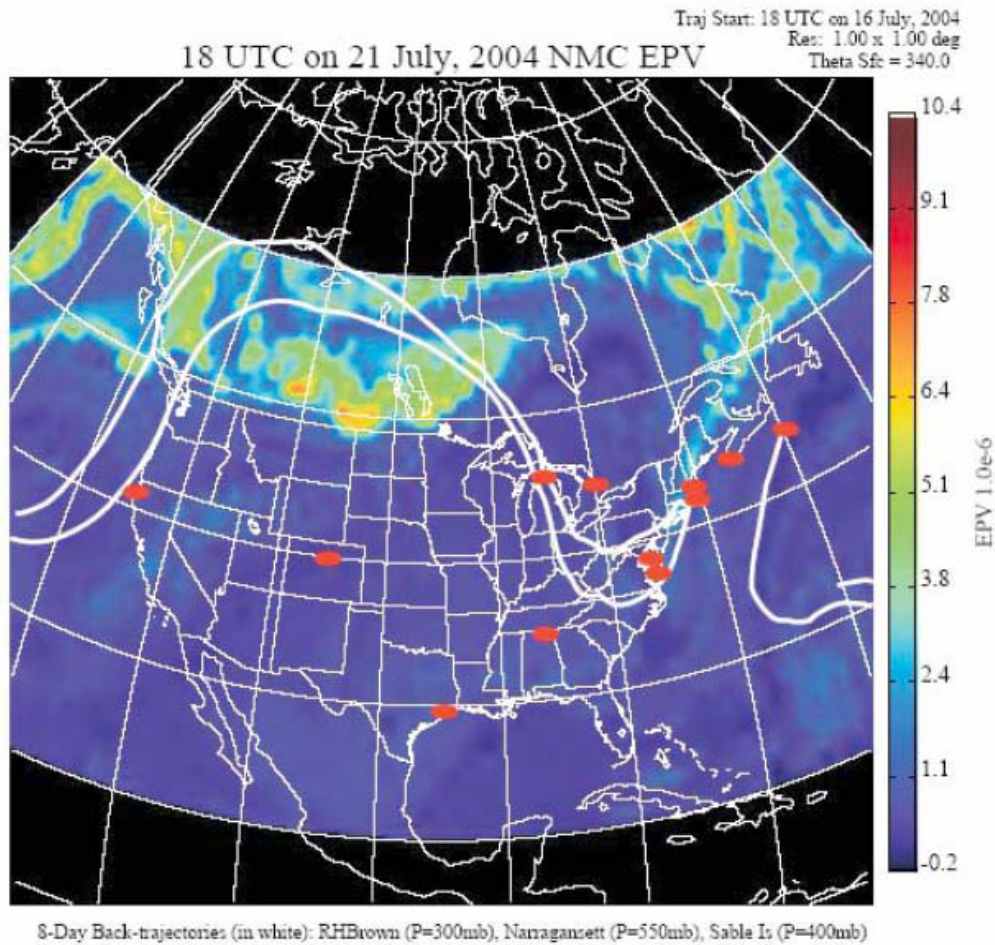 Traj Start: 18 UTC on 16 July, 2004
Res: 1.00 x 1.00 deg
Theta Sfc = 340.0
18 UTC on 21 July, 2004 NMC EPV
10.4
9.1
7.8
6.4
5.1
3.8
2.4
1.1
-0.2
EPV 1.0e-6
8-Day Back-trajectories (in white): RHBrown (P=300mb), Narragansett (P=550mb), Sable Is (P=400mb)